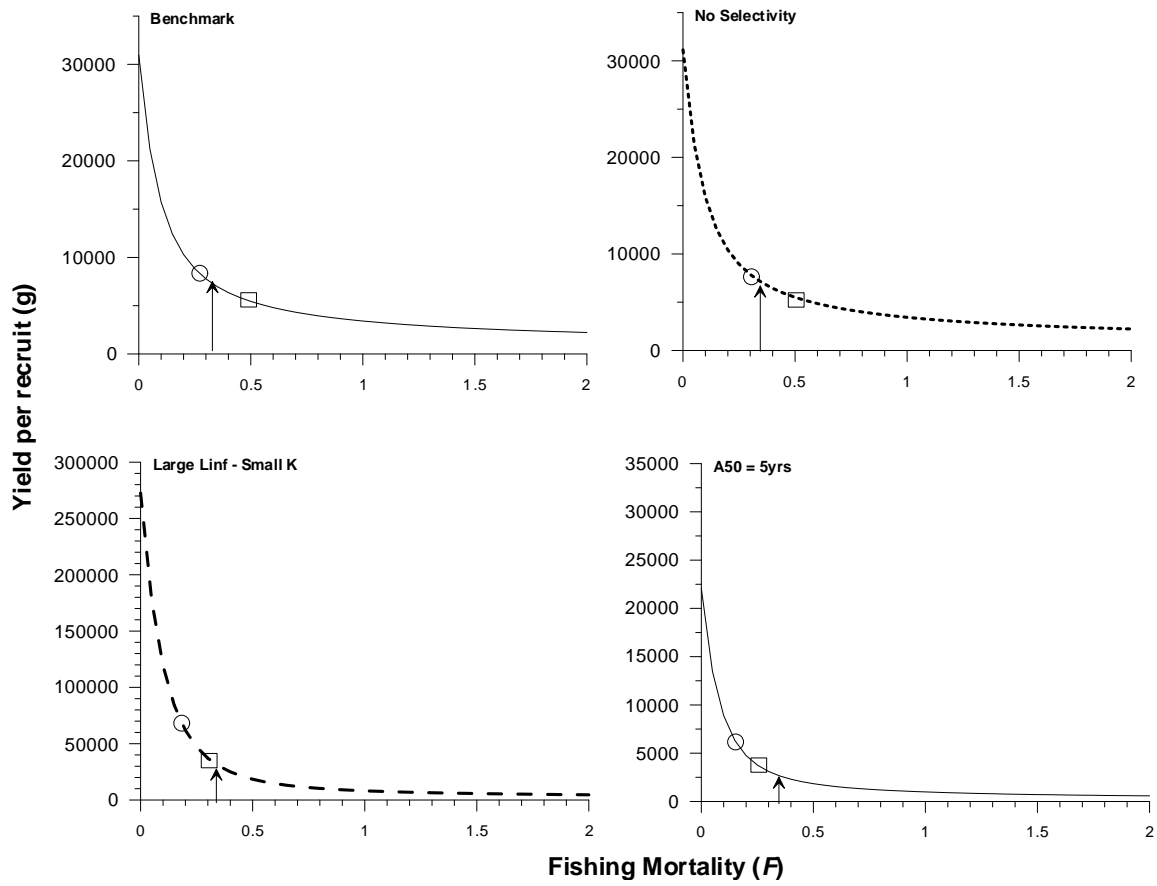 Benchmark
30000
20000
10000
0
0 0.5 1 1.5 2
No Selectivity
30000
20000
10000
0
0 0.5 1 1.5 2
Yield per recruit (g)
Large Linf - Small K
300000
250000
200000
150000
100000
50000
0
0 0.5 1 1.5 2
A50 = 5yrs
35000
30000
25000
20000
15000
10000
5000
0
0 0.5 1 1.5 2
Fishing Mortality (F)